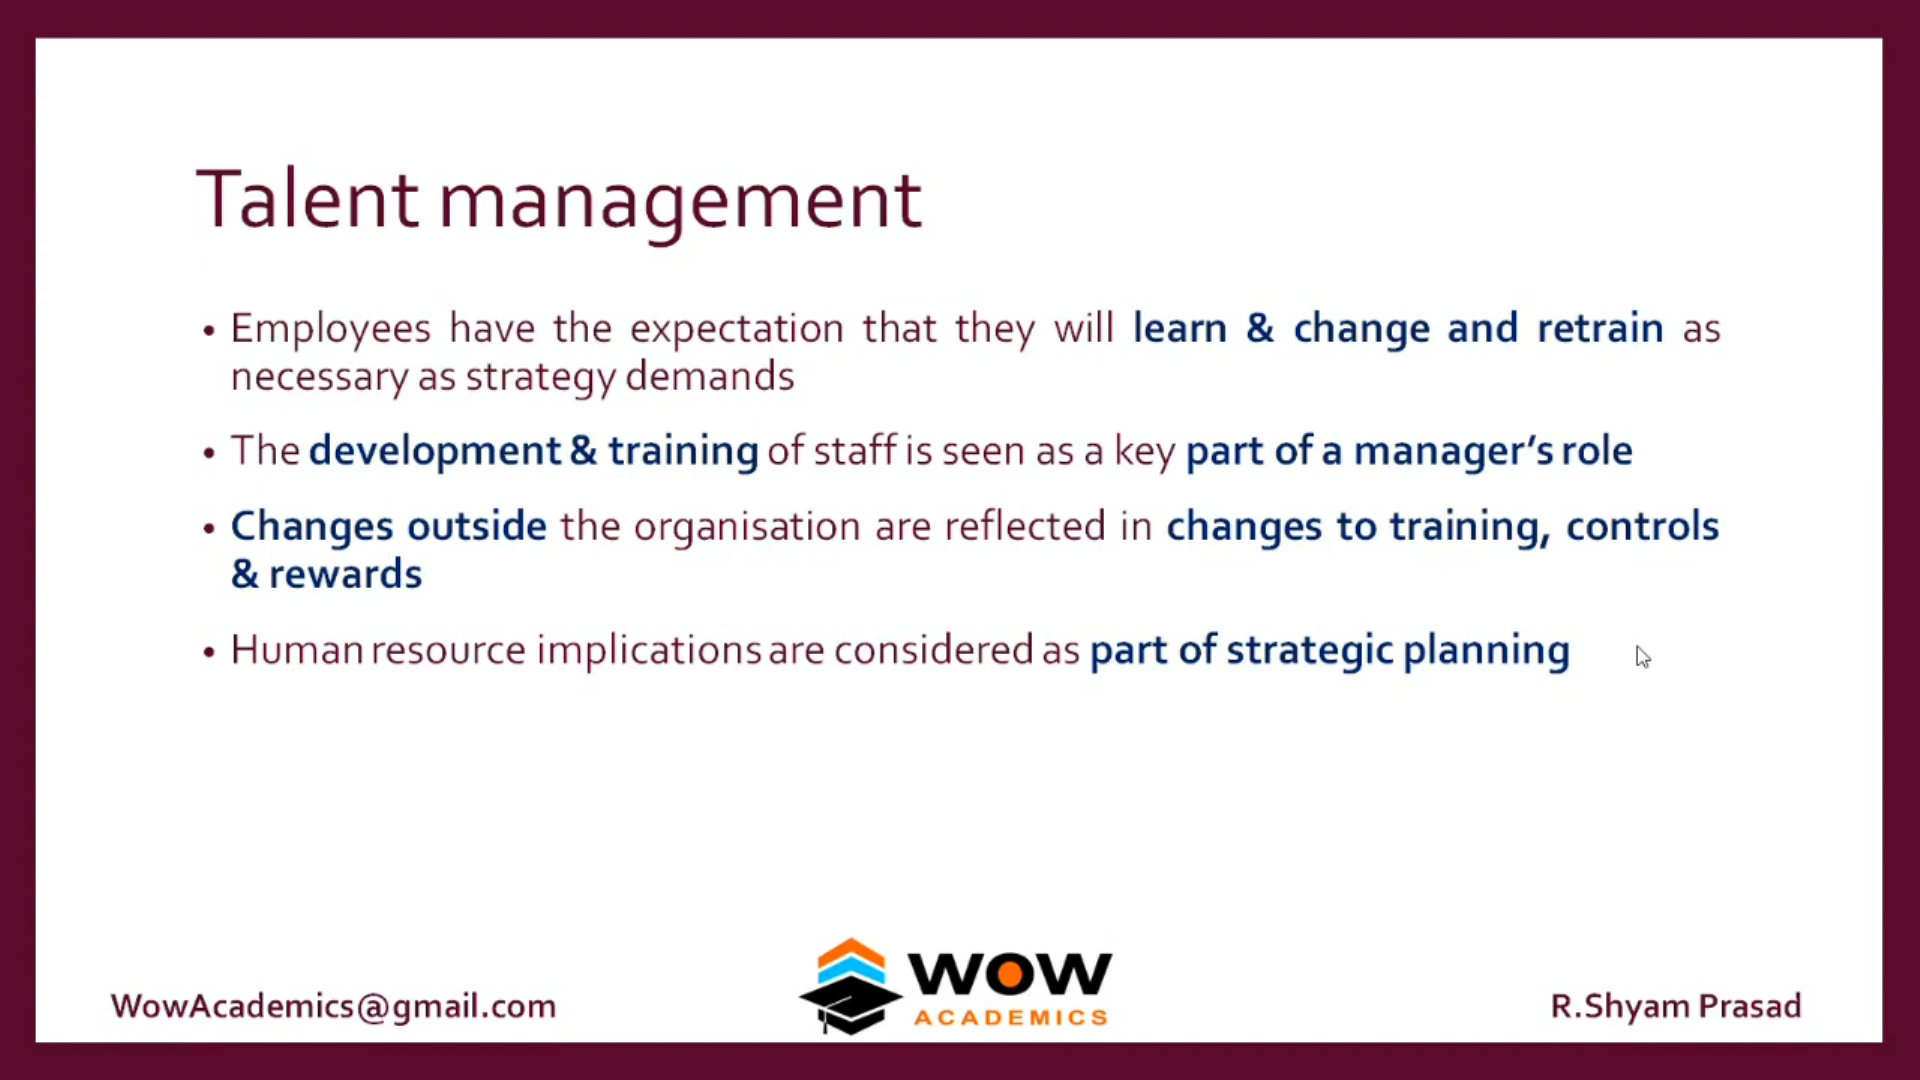 Talent management
• Employees have the expectation that they will learn & change and retrain as
necessary as strategy demands
• The development & training of staff is seen as a key part of a manager’s role
• Changes outside the organisation are reflected in changes to training, controls
& rewards
• Human resource implications are considered as part of strategic planning
WowAcademics@gmail.com
WOW
ACADEMICS
R.Shyam Prasad